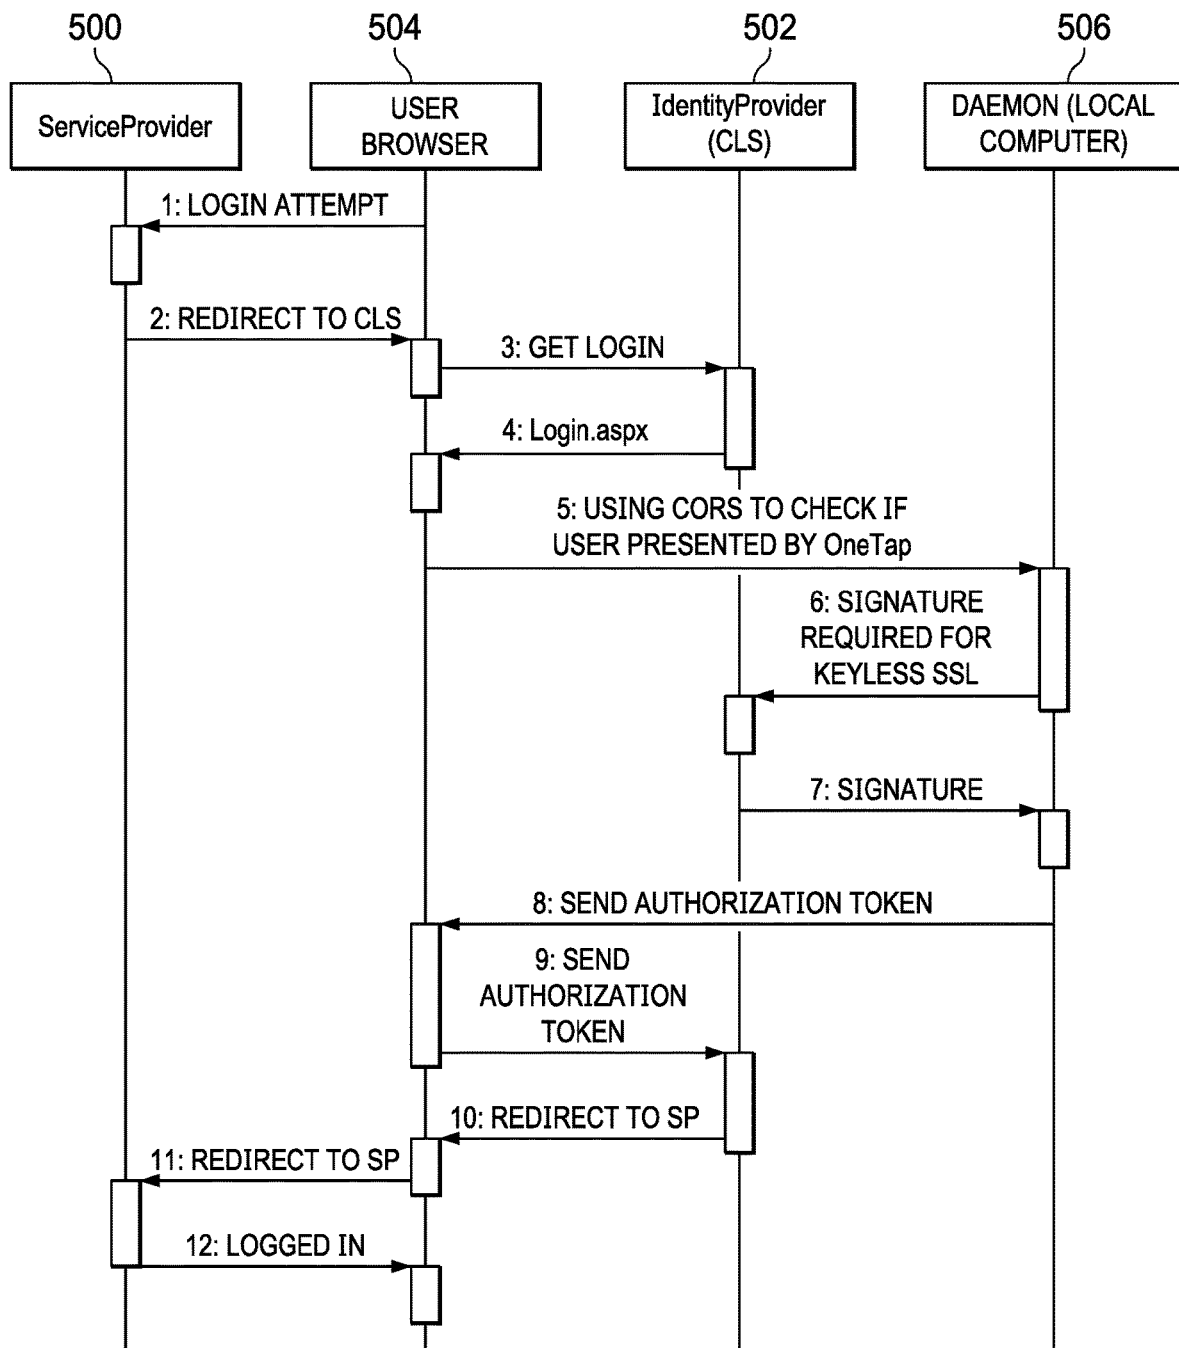 500
504
502
506
ServiceProvider
USER
BROWSER
IdentityProvider
(CLS)
DAEMON (LOCAL
COMPUTER)
1: LOGIN ATTEMPT
2: REDIRECT TO CLS
3: GET LOGIN
4: Login.aspx
5: USING CORS TO CHECK IF
USER PRESENTED BY OneTap
6: SIGNATURE
REQUIRED FOR
KEYLESS SSL
7: SIGNATURE
8: SEND AUTHORIZATION TOKEN
9: SEND
AUTHORIZATION
TOKEN
10: REDIRECT TO SP
11: REDIRECT TO SP
12: LOGGED IN